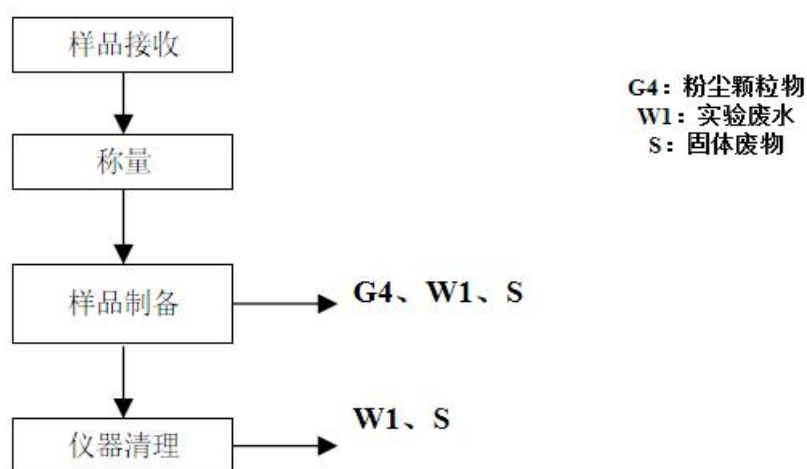 样品接收
G4：粉尘颗粒物
W1：实验废水
S：固体废物
称量
样品制备
G4、W1、S
仪器清理
W1、S